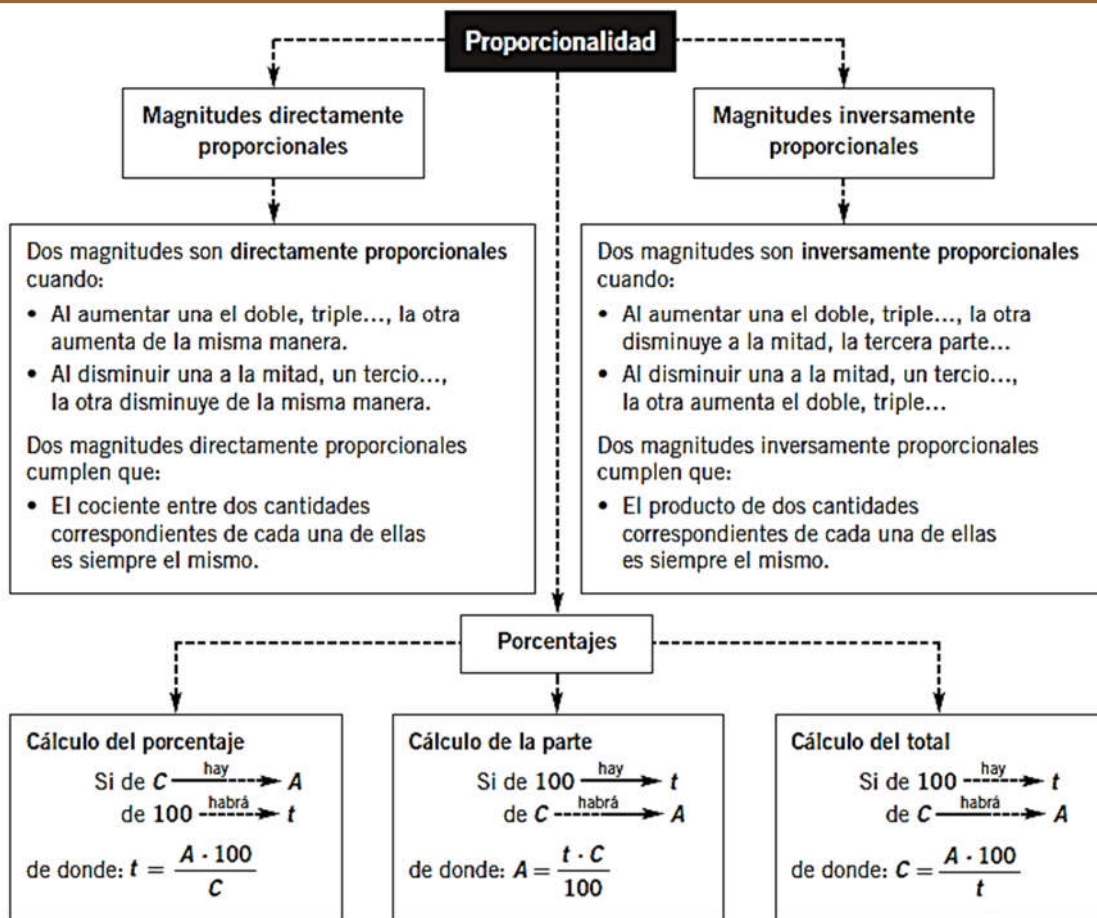 Proporcionalidad
Magnitudes directamente
proporcionales
Magnitudes inversamente
proporcionales
Dos magnitudes son directamente proporcionales
cuando:
• Al aumentar una el doble, triple..., la otra
aumenta de la misma manera.
• Al disminuir una a la mitad, un tercio...,
la otra disminuye de la misma manera.
Dos magnitudes directamente proporcionales
cumplen que:
• El cociente entre dos cantidades
correspondientes de cada una de ellas
es siempre el mismo.
Dos magnitudes son inversamente proporcionales
cuando:
• Al aumentar una el doble, triple..., la otra
disminuye a la mitad, la tercera parte...
• Al disminuir una a la mitad, un tercio...,
la otra aumenta el doble, triple...
Dos magnitudes inversamente proporcionales
cumplen que:
• El producto de dos cantidades
correspondientes de cada una de ellas
es siempre el mismo.
Porcentajes
Cálculo del porcentaje
Si de C hay A
de 100 habrá t
de donde: t = A · 100 / C
Cálculo de la parte
Si de 100 hay t
de C habrá A
de donde: A = t · C / 100
Cálculo del total
Si de 100 hay t
de C habrá A
de donde: C = A · 100 / t